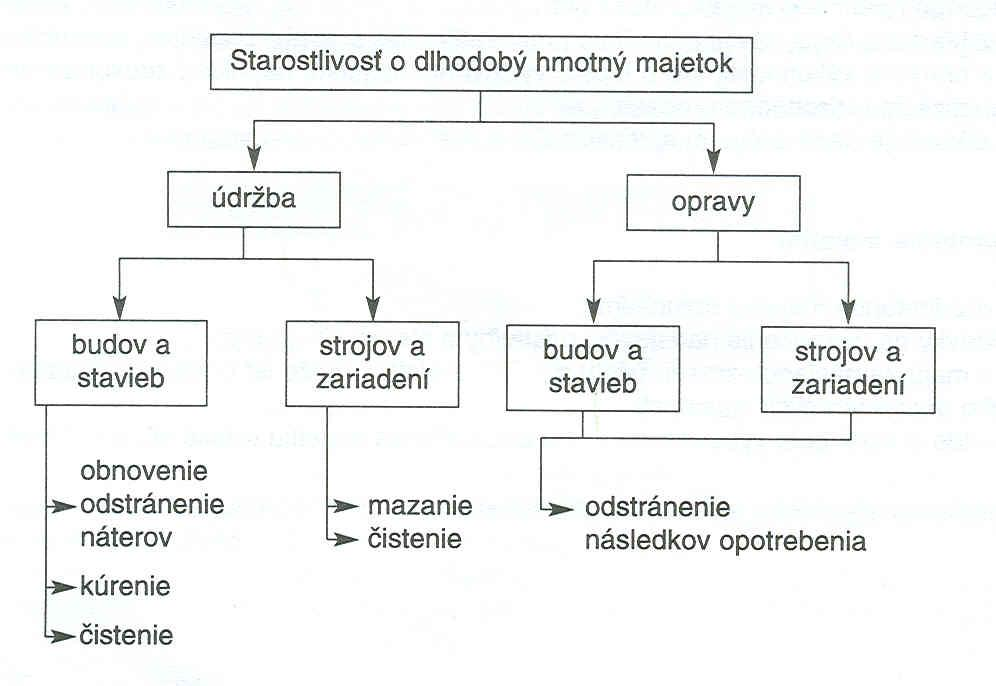 Starostlivosť o dlhodobý hmotný majetok
údržba
opravy
budov a
stavieb
strojov a
zariadení
budov a
stavieb
strojov a
zariadení
obnovenie
odstránenie
náterov
kúrenie
čistenie
mazanie
čistenie
odstránenie
následkov opotrebenia